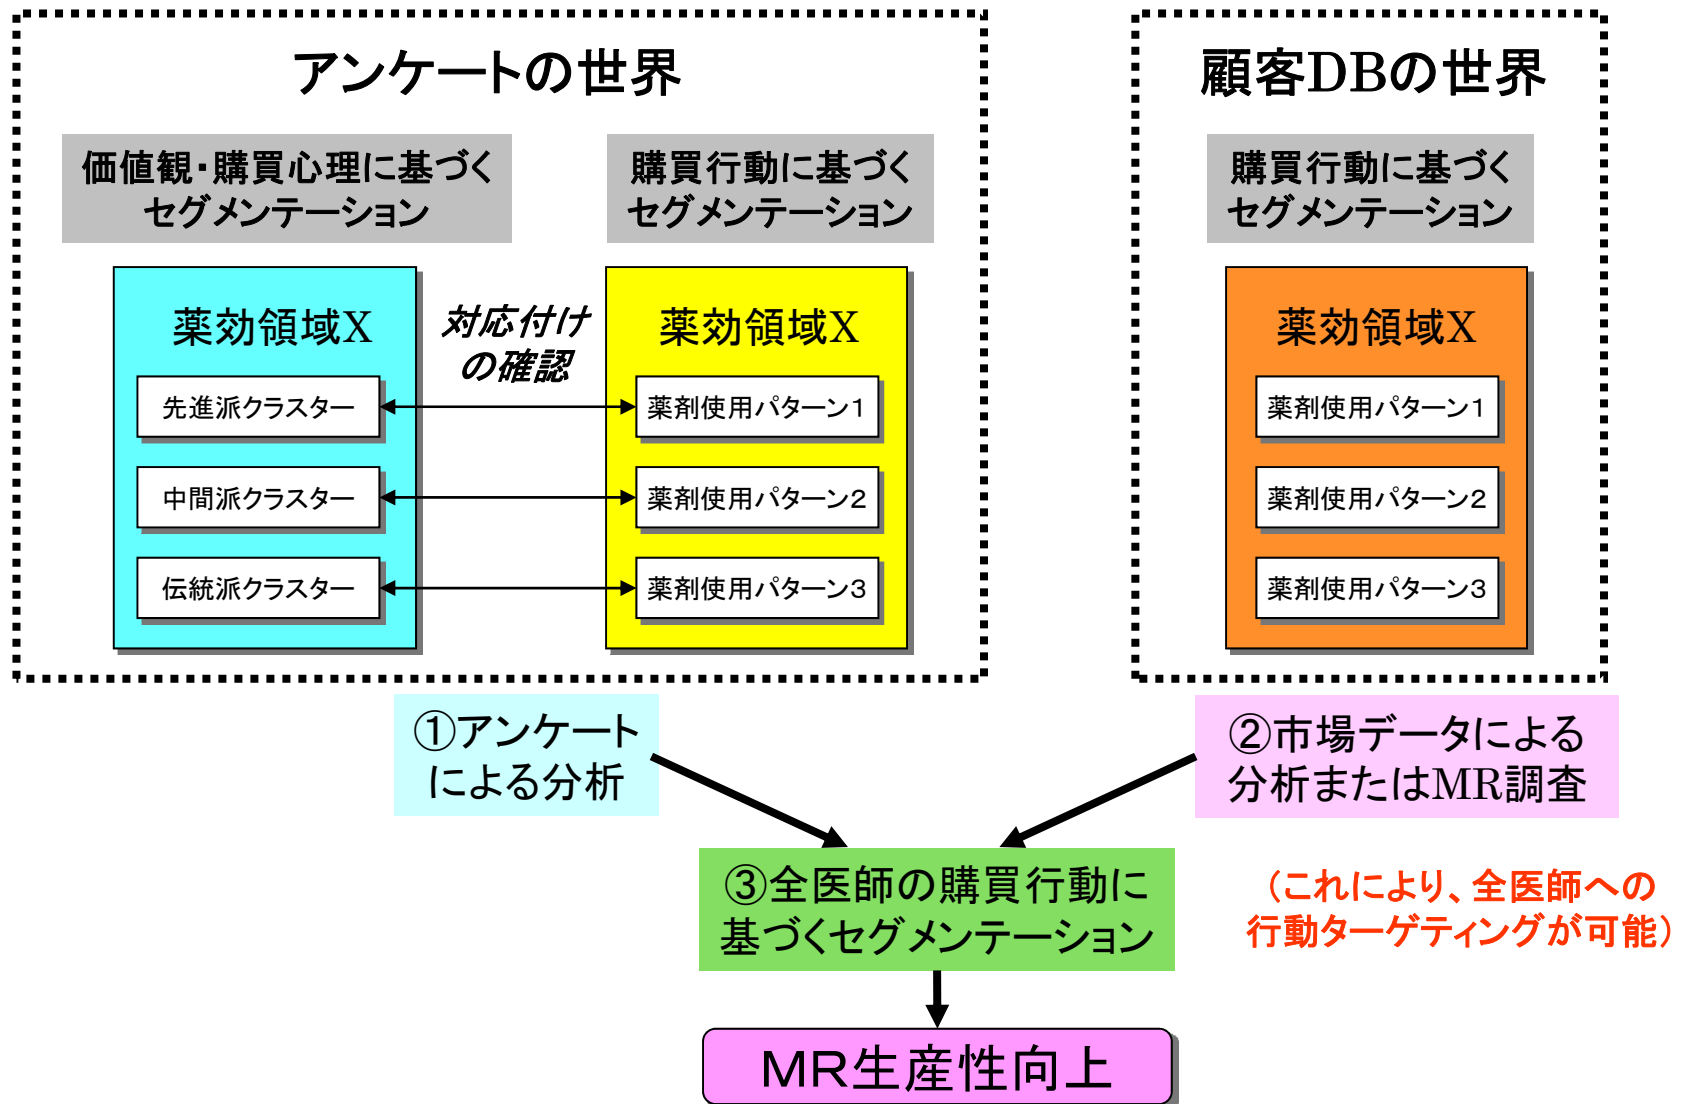 アンケートの世界
価値観・購買心理に基づく
セグメンテーション
購買行動に基づく
セグメンテーション
薬効領域X
先進派クラスター
中間派クラスター
伝統派クラスター
対応付け
の確認
薬効領域X
薬剤使用パターン1
薬剤使用パターン2
薬剤使用パターン3
顧客DBの世界
購買行動に基づく
セグメンテーション
薬効領域X
薬剤使用パターン1
薬剤使用パターン2
薬剤使用パターン3
①アンケート
による分析
②市場データによる
分析またはMR調査
③全医師の購買行動に
基づくセグメンテーション
（これにより、全医師への
行動ターゲティングが可能）
ＭＲ生産性向上